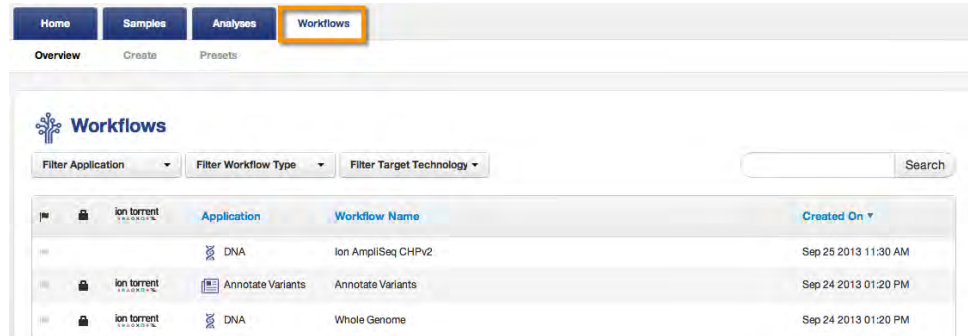 Home Samples Analyses Workflows
Overview Create Presets
Workflows
Filter Application Filter Workflow Type Filter Target Technology Search
ion torrent Application Workflow Name Created On
DNA Ion AmpliSeq CHPv2 Sep 25 2013 11:30 AM
ion torrent Annotate Variants Annotate Variants Sep 24 2013 01:20 PM
ion torrent DNA Whole Genome Sep 24 2013 01:20 PM